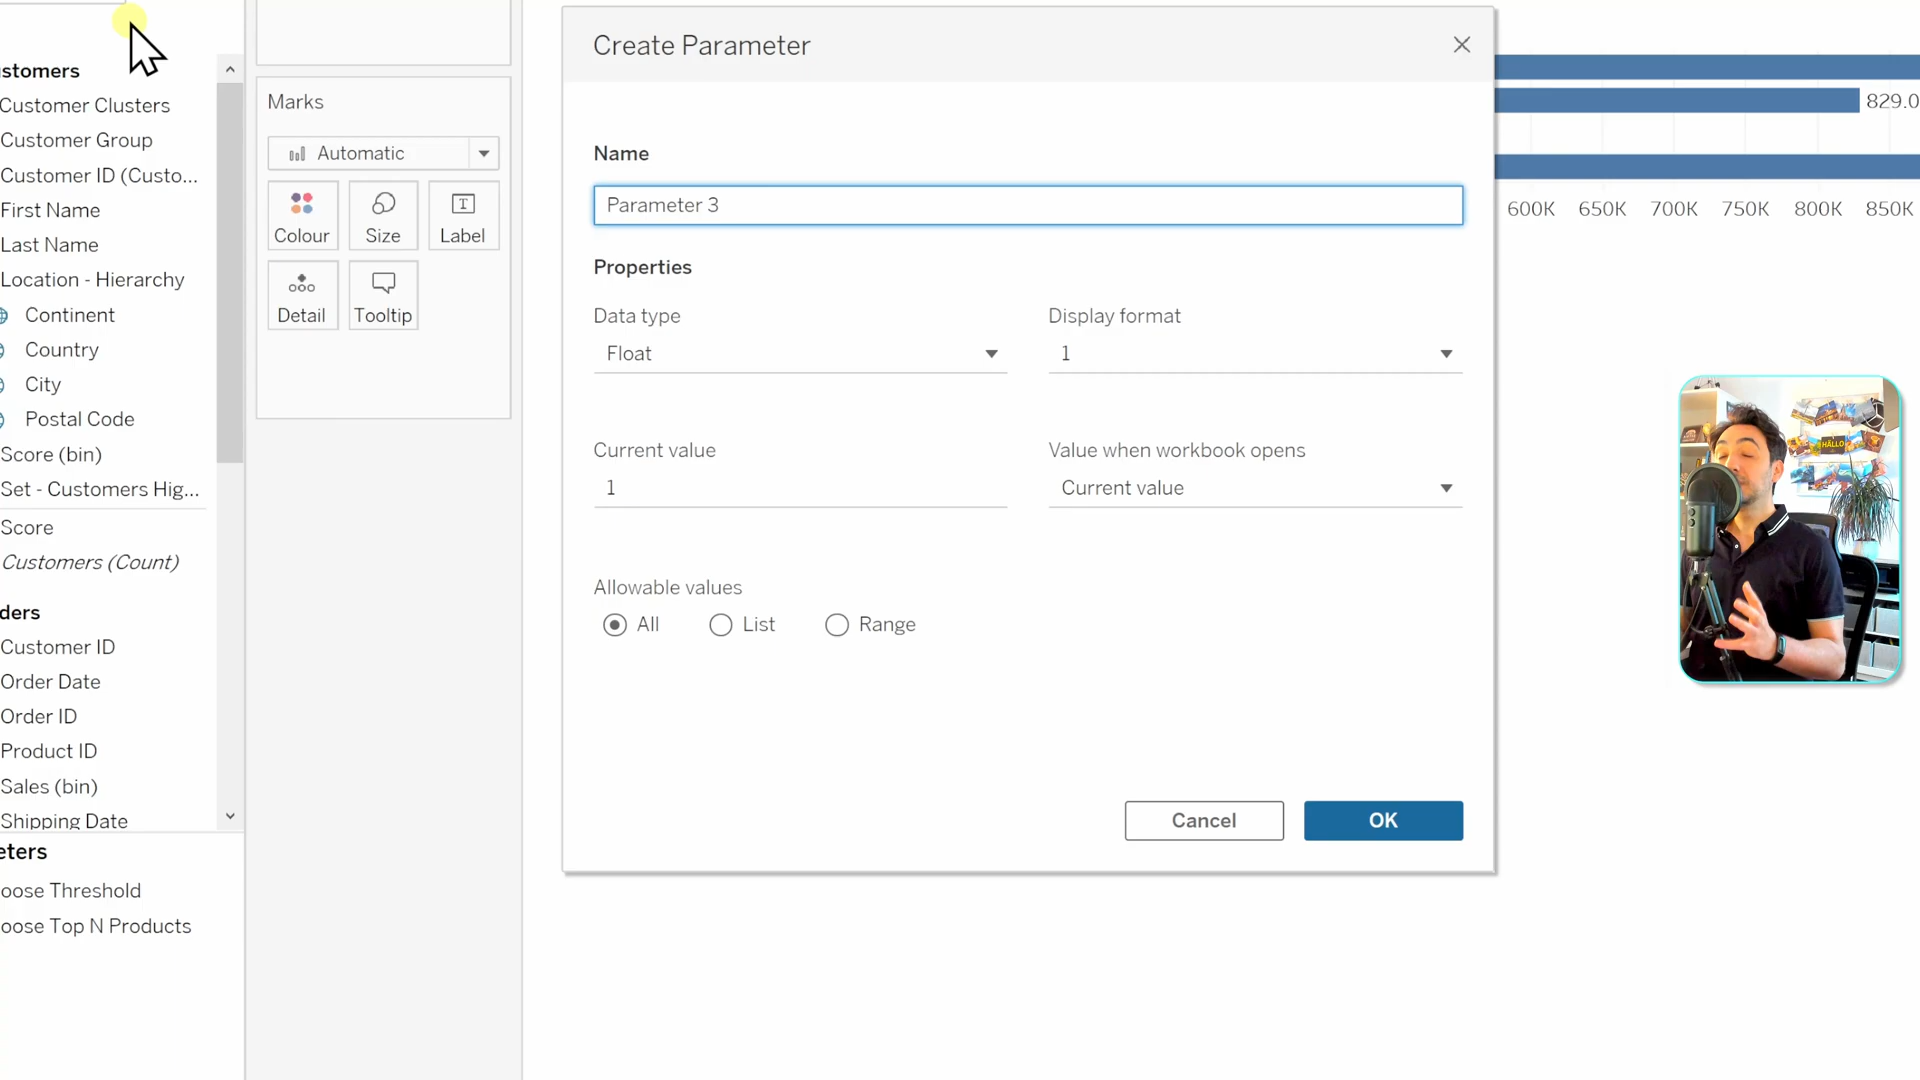 stomers
Customer Clusters
Customer Group
Customer ID (Custo...
First Name
Last Name
Location - Hierarchy
Continent
Country
City
Postal Code
Score (bin)
Set - Customers Hig...
Score
Customers (Count)
ders
Customer ID
Order Date
Order ID
Product ID
Sales (bin)
Shipping Date
eters
oose Threshold
oose Top N Products
Marks
Automatic
Colour
Size
Label
Detail
Tooltip
Create Parameter
Name
Parameter 3
Properties
Data type
Display format
Float
1
Current value
Value when workbook opens
1
Current value
Allowable values
All
List
Range
Cancel
OK
829.0
600K 650K 700K 750K 800K 850K
HALLO